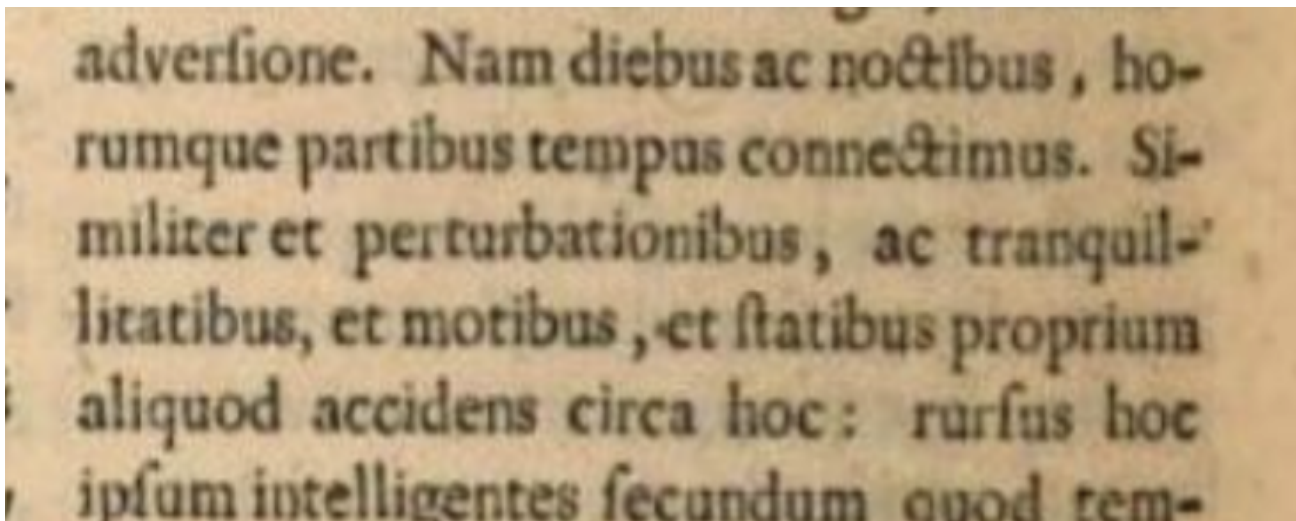 adverſione. Nam diebus ac noctibus, ho-
rumque partibus tempus connectimus. Si-
militer et perturbationibus, ac tranquil-
litatibus, et motibus, et ſtatibus proprium
aliquod accidens circa hoc: rurſus hoc
ipſum intelligentes ſecundum quod tem-